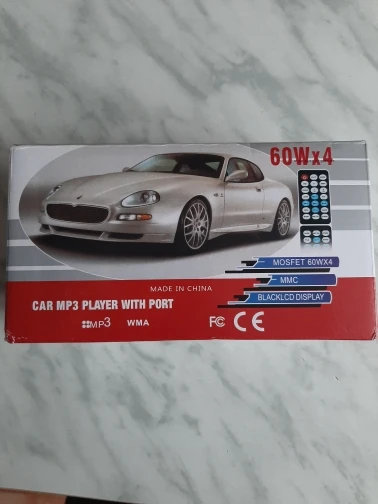 60Wx4
MOSFET 60WX4
MMC
BLACKLCD DISPLAY
MADE IN CHINA
CAR MP3 PLAYER WITH PORT
MP3 WMA FC CE